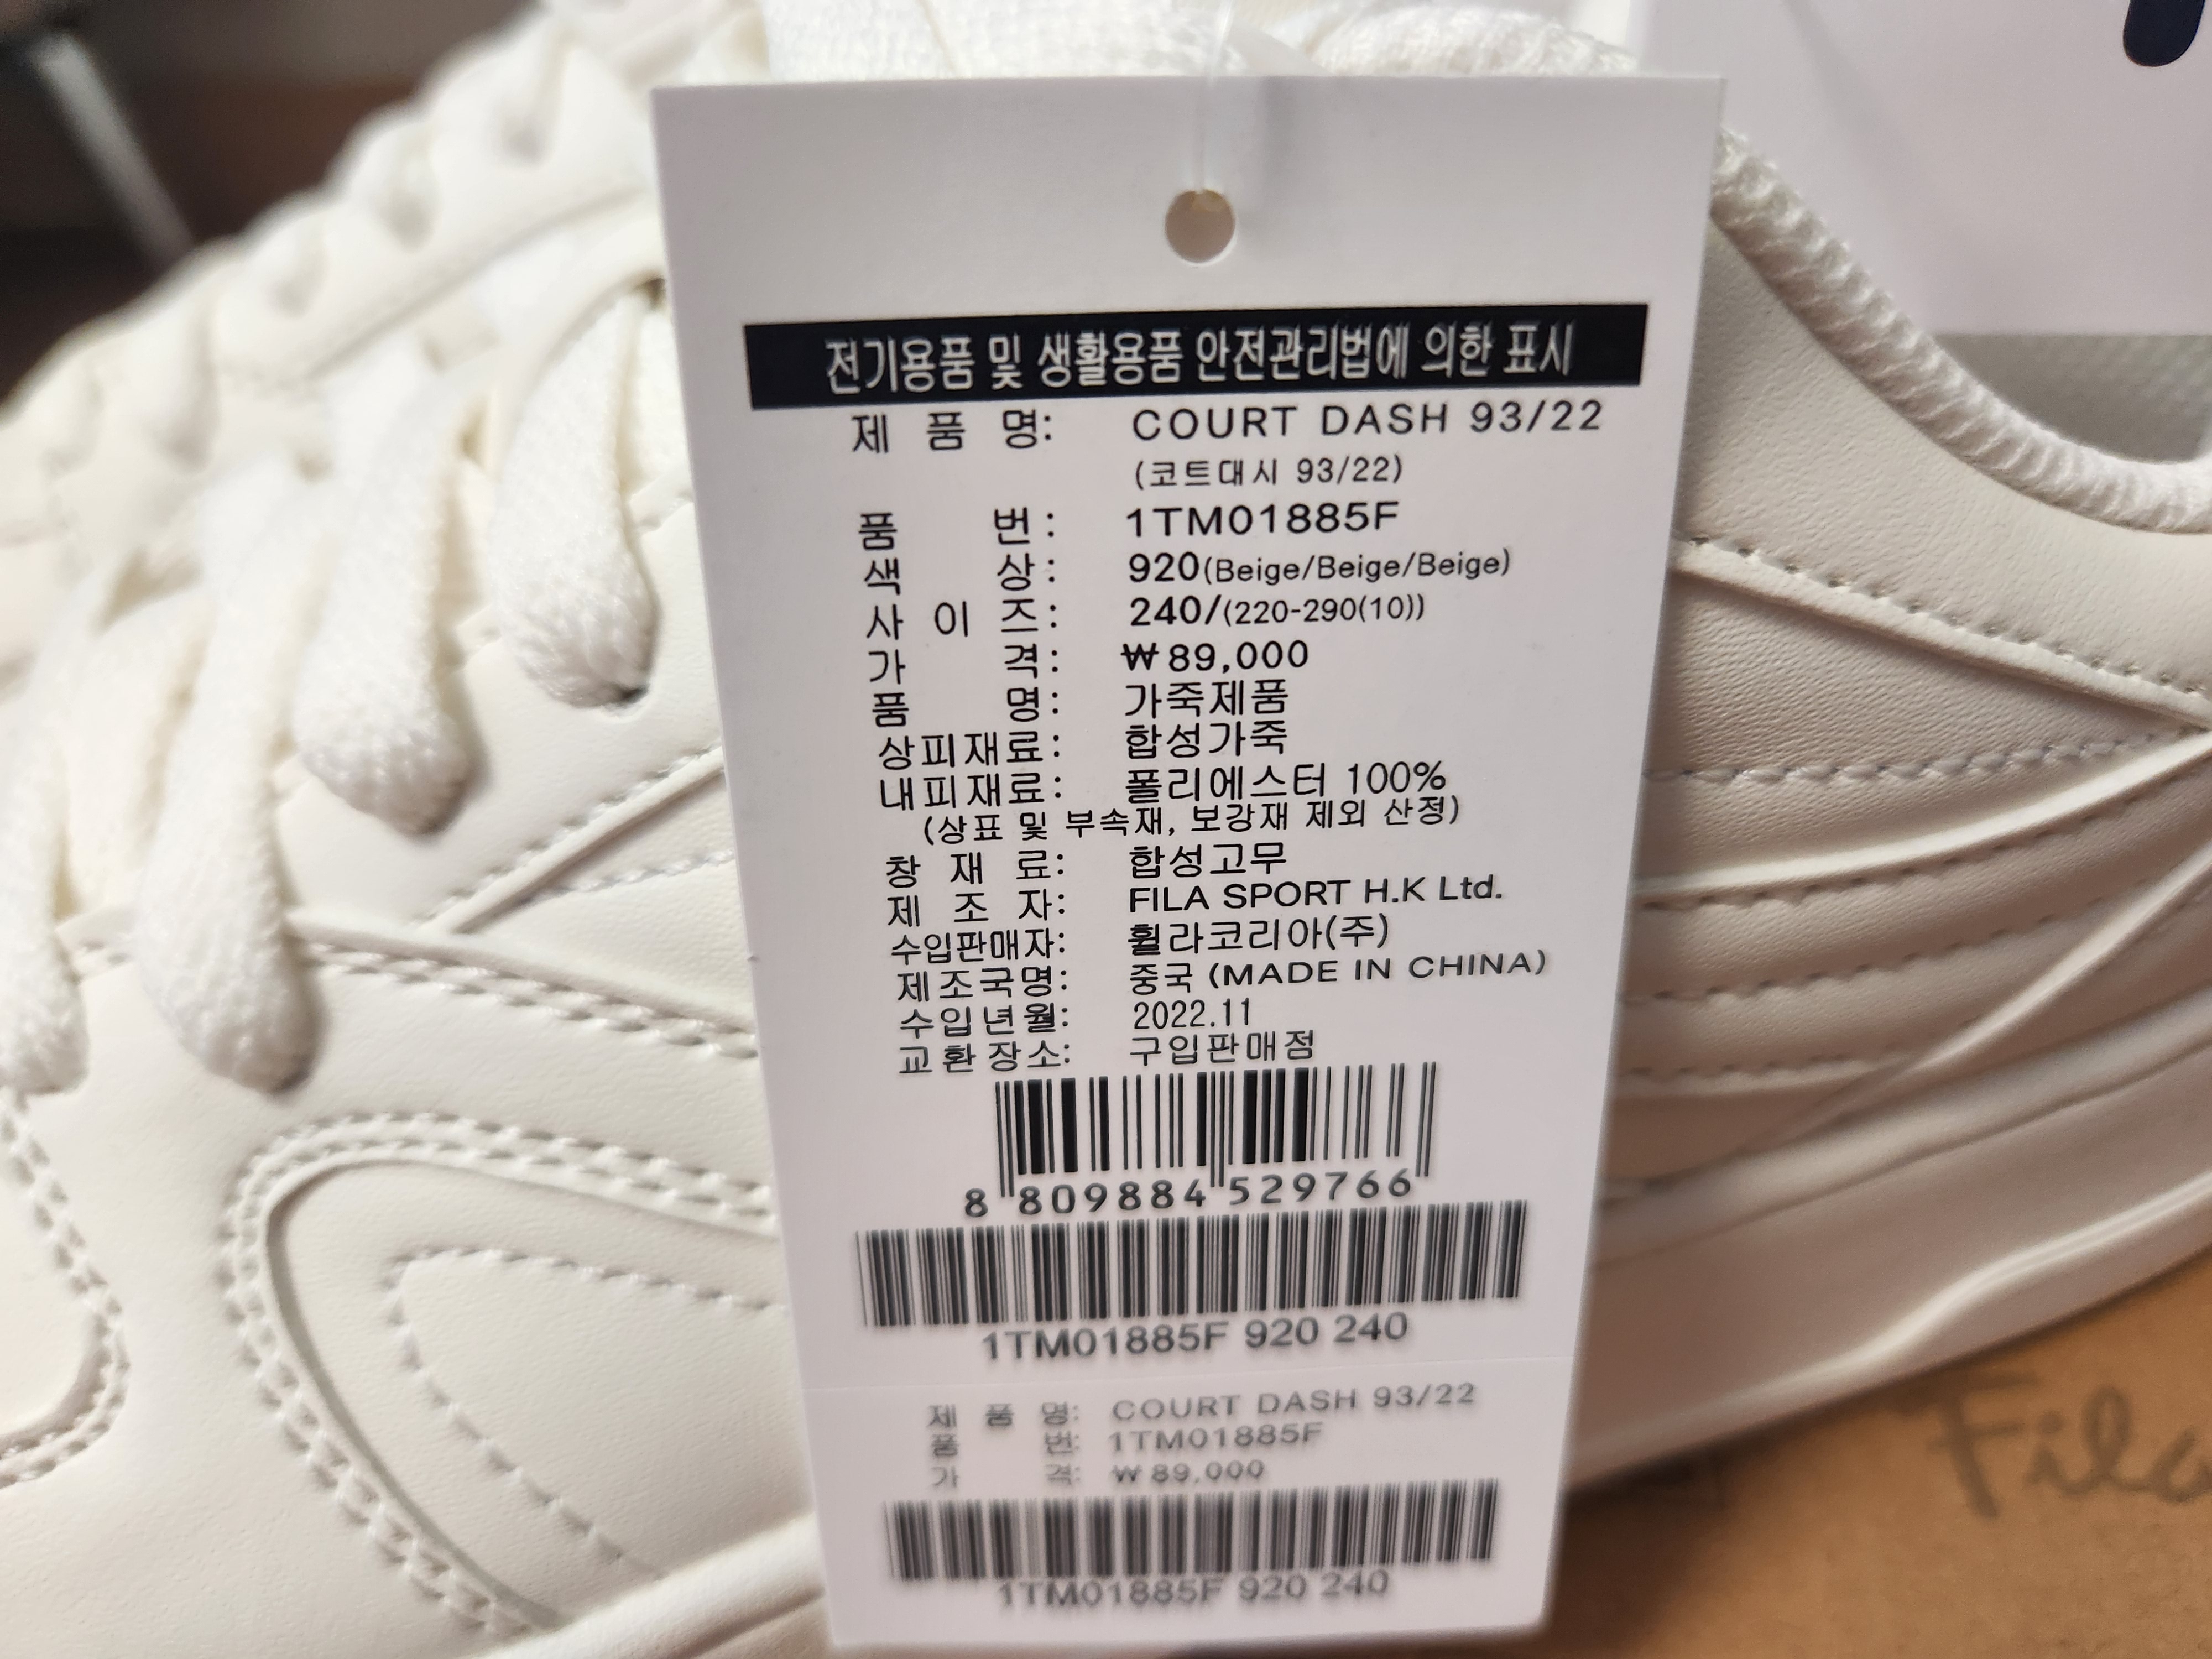 전기용품 및 생활용품 안전관리법에 의한 표시
제 품 명: COURT DASH 93/22
(코트대시 93/22)
품 번: 1TM01885F
색 상: 920(Beige/Beige/Beige)
사 이 즈: 240/(220-290(10))
가 격: ₩89,000
품 명: 가죽제품
상피재료: 합성가죽
내피재료: 폴리에스터 100%
(상표 및 부속재, 보강재 제외 산정)
창 재 료: 합성고무
제 조 자: FILA SPORT H.K Ltd.
수입판매자: 휠라코리아(주)
제조국명: 중국 (MADE IN CHINA)
수입년월: 2022.11
교환장소: 구입판매점
8 809884 529766
1TM01885F 920 240
제 품 명: COURT DASH 93/22
품 번: 1TM01885F
가 격: ₩89,000
1TM01885F 920 240
Fila